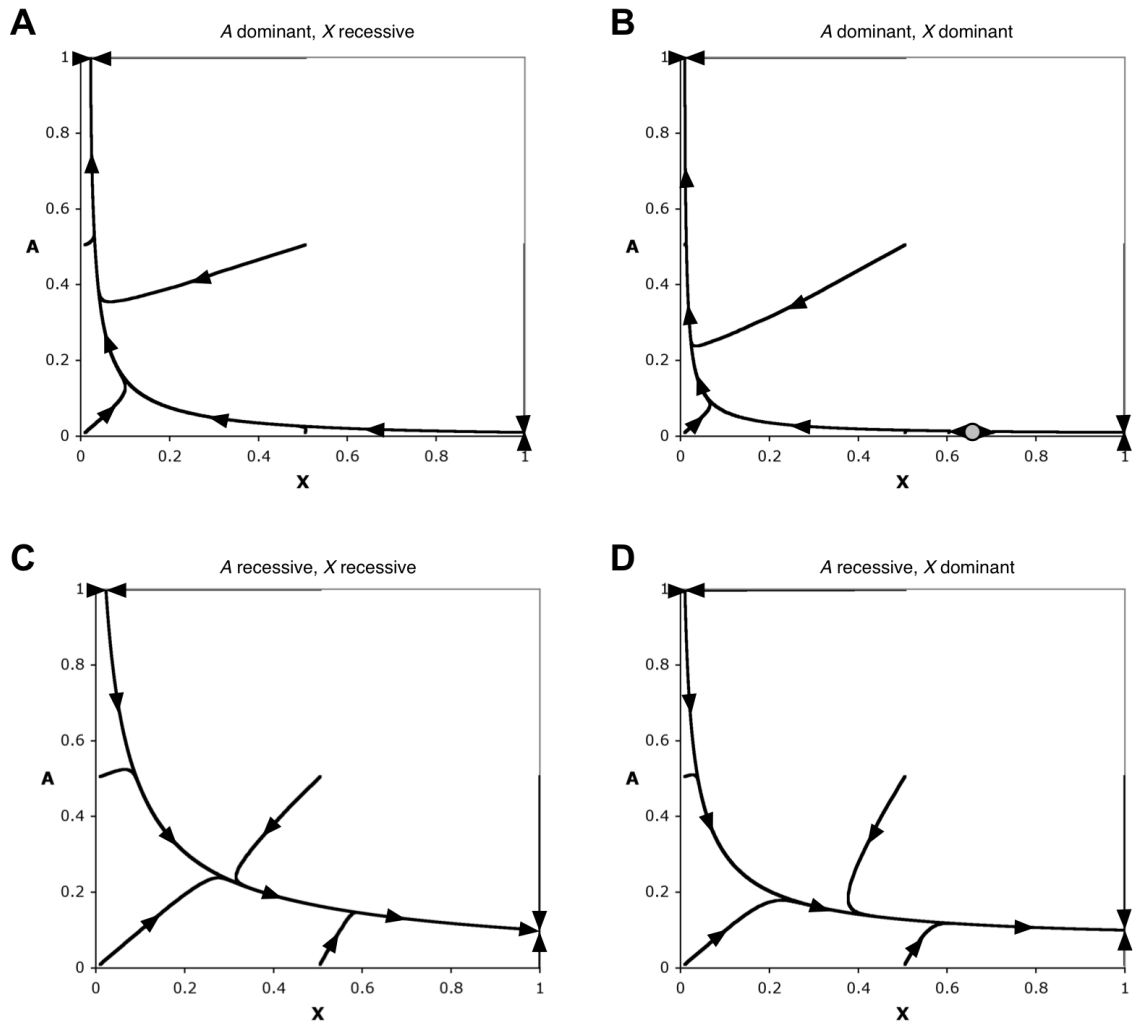 A
A dominant, X recessive
1
0.8
0.6
A
0.4
0.2
0
0 0.2 0.4 0.6 0.8 1
X
B
A dominant, X dominant
1
0.8
0.6
A
0.4
0.2
0
0 0.2 0.4 0.6 0.8 1
X
C
A recessive, X recessive
1
0.8
0.6
A
0.4
0.2
0
0 0.2 0.4 0.6 0.8 1
X
D
A recessive, X dominant
1
0.8
0.6
A
0.4
0.2
0
0 0.2 0.4 0.6 0.8 1
X